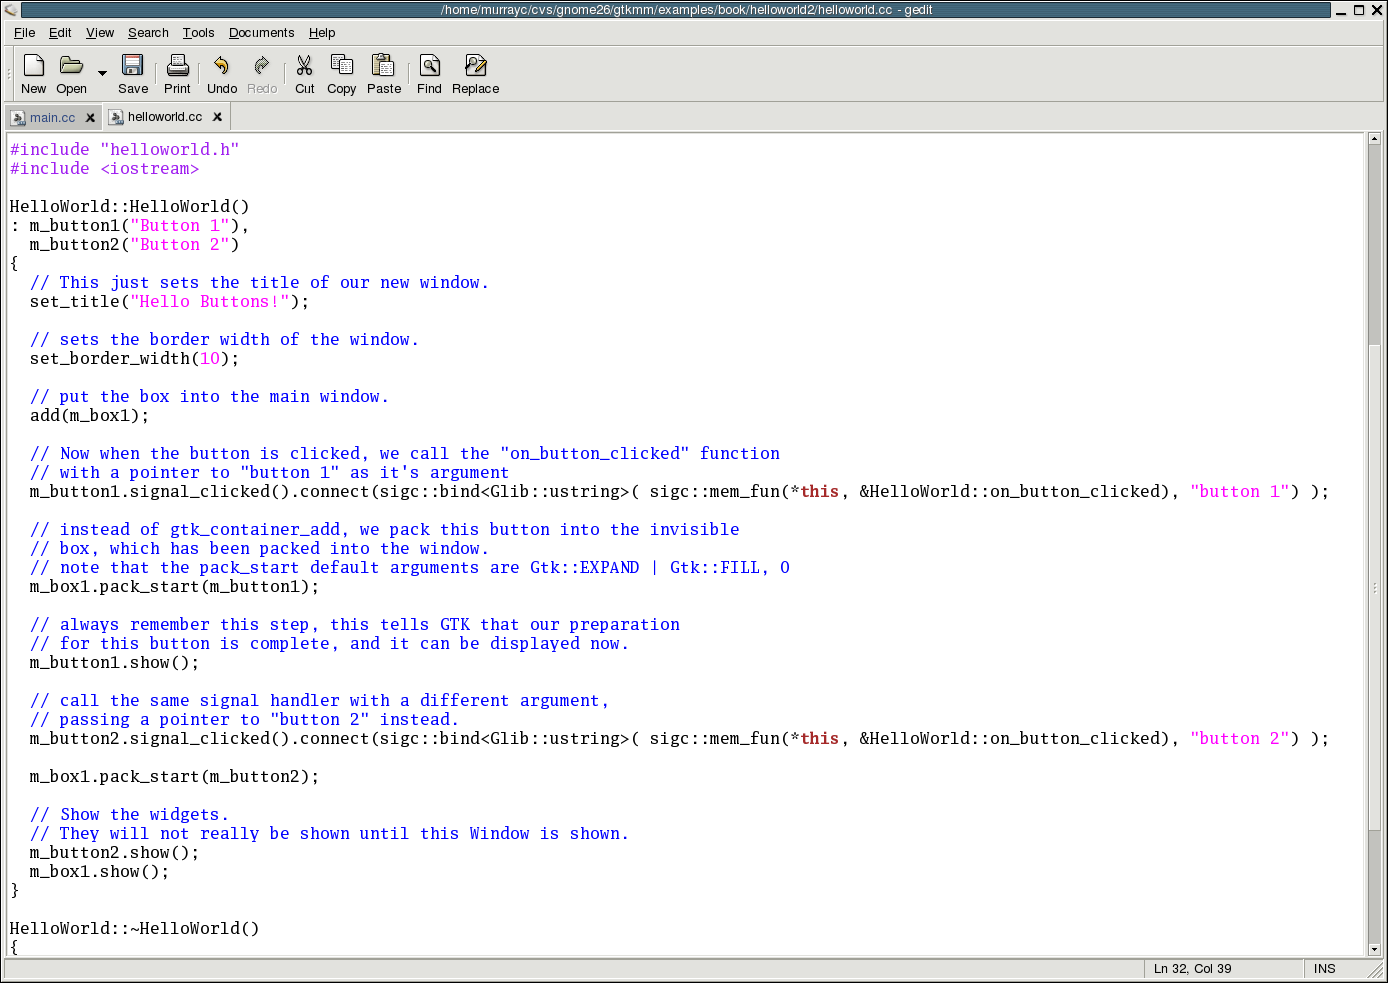 /home/murrayc/cvs/gnome26/gtkmm/examples/book/helloworld2/helloworld.cc - gedit
File Edit View Search Tools Documents Help
New Open Save Print Undo Redo Cut Copy Paste Find Replace
main.cc helloworld.cc
#include "helloworld.h"
#include <iostream>
HelloWorld::HelloWorld()
: m_button1("Button 1"),
  m_button2("Button 2")
{
  // This just sets the title of our new window.
  set_title("Hello Buttons!");
  // sets the border width of the window.
  set_border_width(10);
  // put the box into the main window.
  add(m_box1);
  // Now when the button is clicked, we call the "on_button_clicked" function
  // with a pointer to "button 1" as it's argument
  m_button1.signal_clicked().connect(sigc::bind<Glib::ustring>( sigc::mem_fun(*this, &HelloWorld::on_button_clicked), "button 1") );
  // instead of gtk_container_add, we pack this button into the invisible
  // box, which has been packed into the window.
  // note that the pack_start default arguments are Gtk::EXPAND | Gtk::FILL, 0
  m_box1.pack_start(m_button1);
  // always remember this step, this tells GTK that our preparation
  // for this button is complete, and it can be displayed now.
  m_button1.show();
  // call the same signal handler with a different argument,
  // passing a pointer to "button 2" instead.
  m_button2.signal_clicked().connect(sigc::bind<Glib::ustring>( sigc::mem_fun(*this, &HelloWorld::on_button_clicked), "button 2") );
  m_box1.pack_start(m_button2);
  // Show the widgets.
  // They will not really be shown until this Window is shown.
  m_button2.show();
  m_box1.show();
}
HelloWorld::~HelloWorld()
{
Ln 32, Col 39 INS